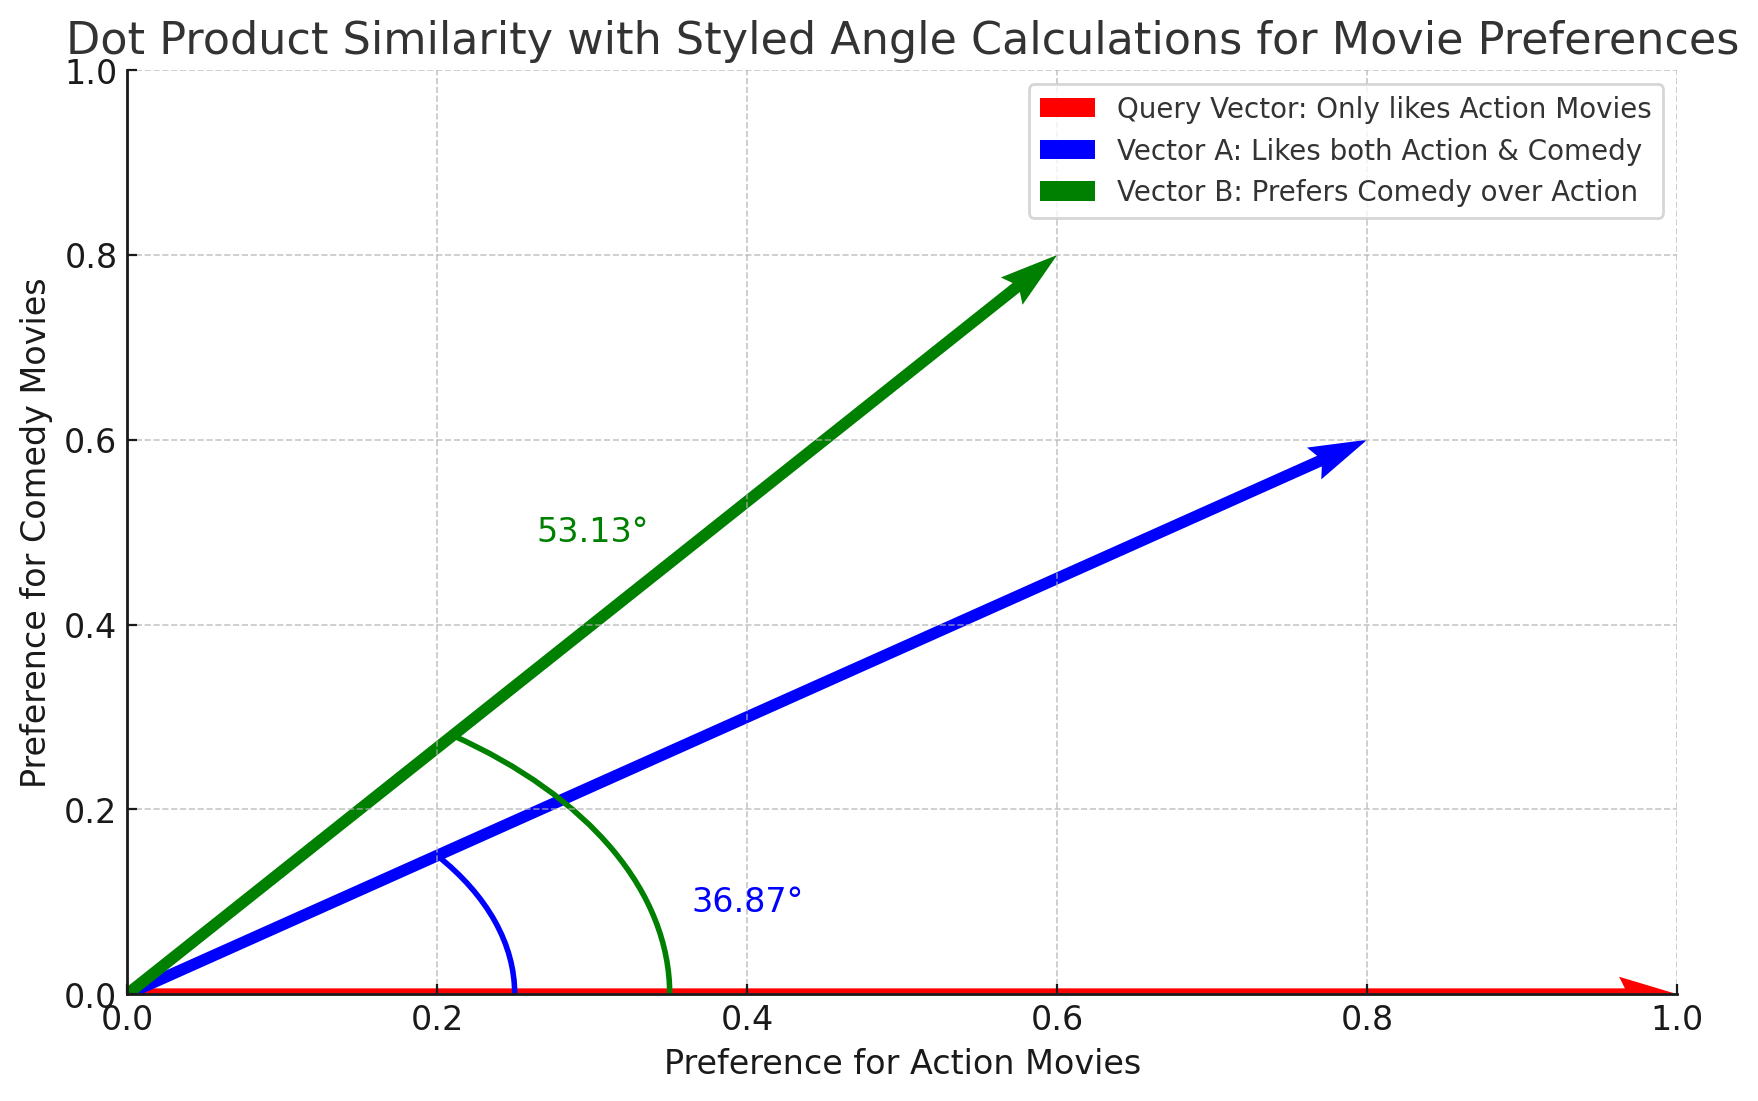 Dot Product Similarity with Styled Angle Calculations for Movie Preferences
Query Vector: Only likes Action Movies
Vector A: Likes both Action & Comedy
Vector B: Prefers Comedy over Action
Preference for Comedy Movies
1.0
0.8
0.6
0.4
0.2
0.0
53.13°
36.87°
0.0 0.2 0.4 0.6 0.8 1.0
Preference for Action Movies